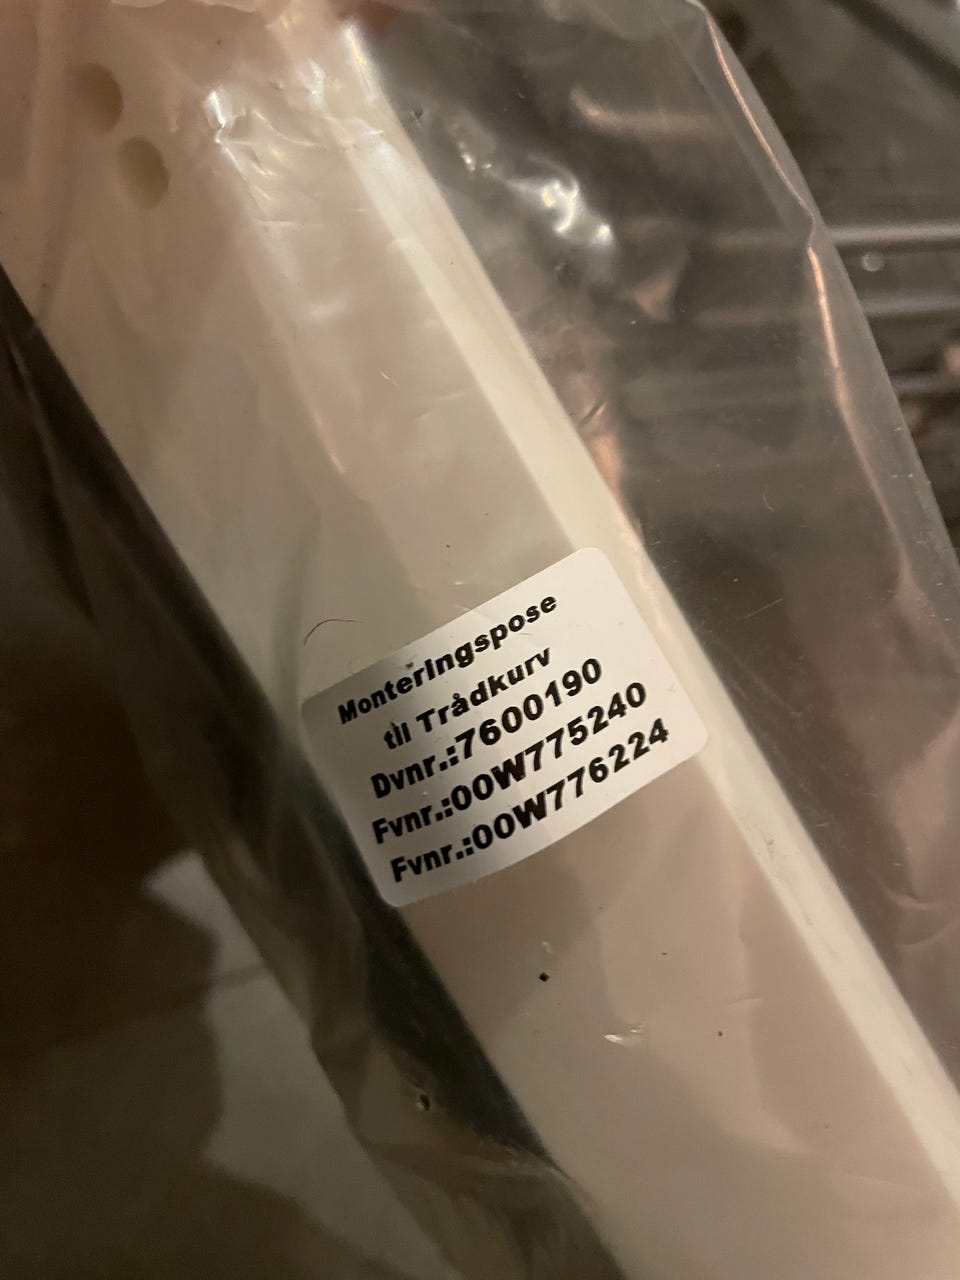 Monteringspose
til Trådkurv
Dvnr.:7600190
Fvnr.:00W775240
Fvnr.:00W776224